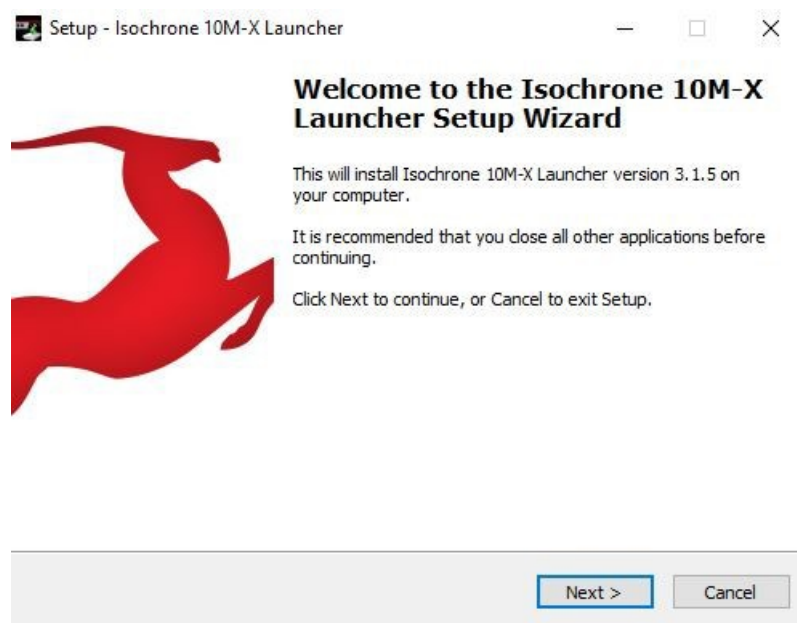 Setup - Isochrone 10M-X Launcher
Welcome to the Isochrone 10M-X
Launcher Setup Wizard
This will install Isochrone 10M-X Launcher version 3.1.5 on
your computer.
It is recommended that you close all other applications before
continuing.
Click Next to continue, or Cancel to exit Setup.
Next >
Cancel